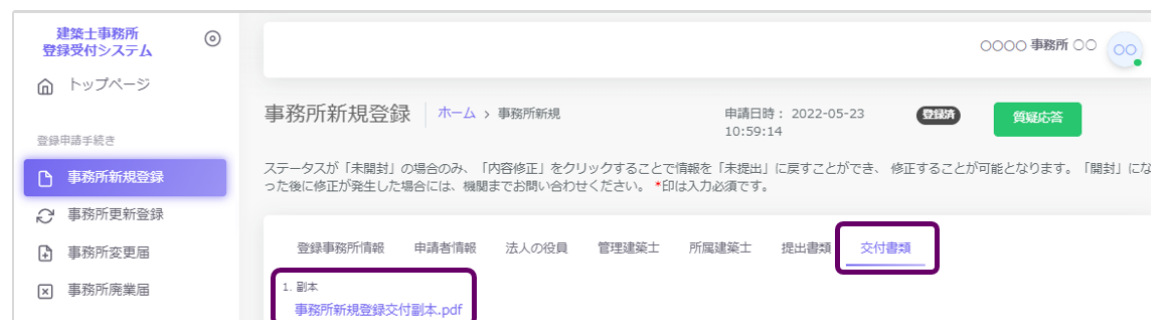 建築士事務所
登録受付システム
トップページ
登録申請手続き
事務所新規登録
事務所更新登録
事務所変更届
事務所廃業届
○○○○ 事務所 ○○
○○
事務所新規登録
ホーム > 事務所新規
申請日時： 2022-05-23
10:59:14
登録済
質疑応答
ステータスが「未開封」の場合のみ、「内容修正」をクリックすることで情報を「未提出」に戻すことができ、 修正することが可能となります。「開封」にな
った後に修正が発生した場合には、機関までお問い合わせください。 *印は入力必須です。
登録事務所情報 申請者情報 法人の役員 管理建築士 所属建築士 提出書類 交付書類
1. 副本
事務所新規登録交付副本.pdf